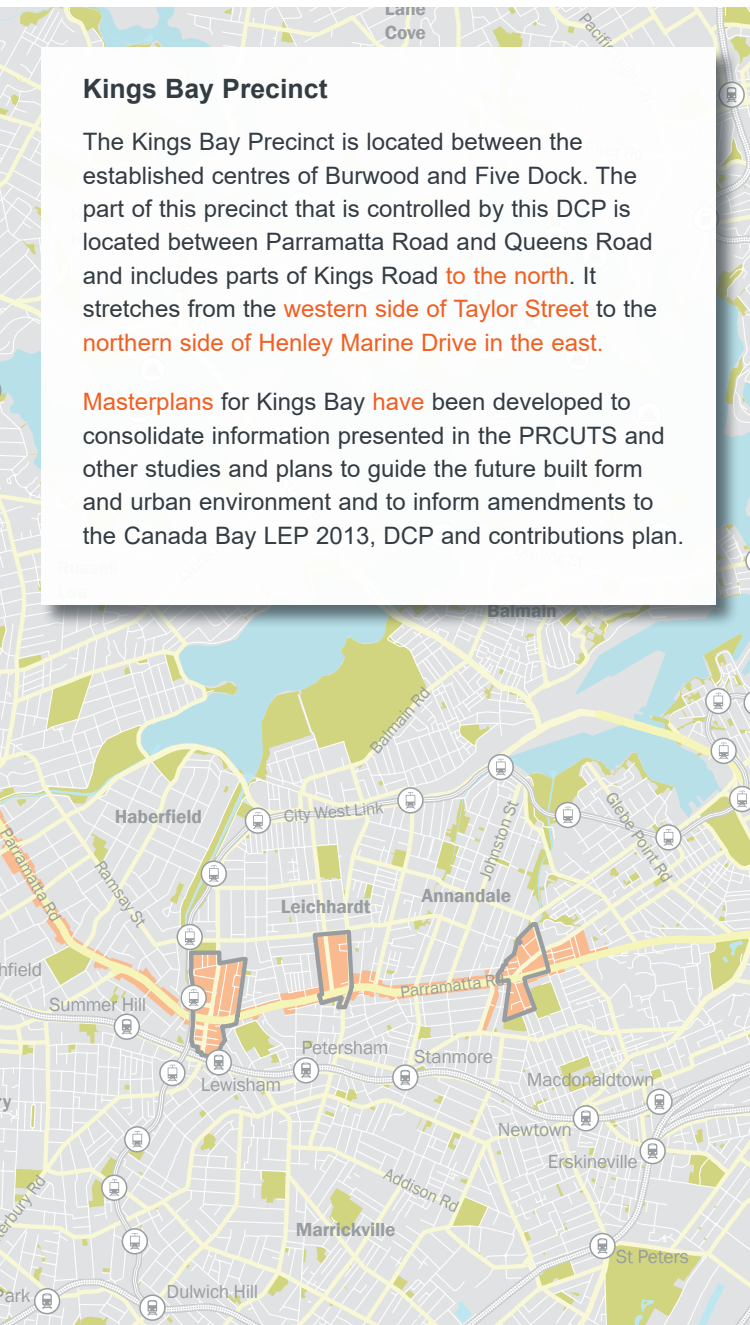 Lane
Cove
Pacific
Kings Bay Precinct
The Kings Bay Precinct is located between the
established centres of Burwood and Five Dock. The
part of this precinct that is controlled by this DCP is
located between Parramatta Road and Queens Road
and includes parts of Kings Road to the north. It
stretches from the western side of Taylor Street to the
northern side of Henley Marine Drive in the east.
Masterplans for Kings Bay have been developed to
consolidate information presented in the PRCUTS and
other studies and plans to guide the future built form
and urban environment and to inform amendments to
the Canada Bay LEP 2013, DCP and contributions plan.
Balmain
Balmain Rd
Haberfield
City West Link
Johnston St
Glebe Point Rd
Parramatta Rd
Ramsay St
Leichhardt
Annandale
hfield
Summer Hill
Parramatta Rd
Petersham
Stanmore
Lewisham
Macdonaldtown
ry
Newtown
Erskineville
Addison Rd
erbury Rd
Marrickville
St Peters
Park
Dulwich Hill